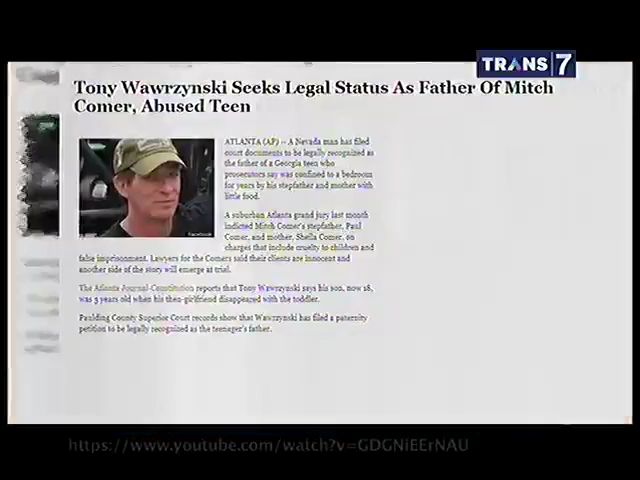 TRANS 7
Tony Wawrzynski Seeks Legal Status As Father Of Mitch
Comer, Abused Teen
ATLANTA (AP) -- A Nevada man has filed
court documents to be legally recognized as
the father of a Georgia teen who
prosecutors say was confined to a bedroom
for years by his stepfather and mother with
little food.
A suburban Atlanta grand jury last month
indicted Mitch Comer's stepfather, Paul
Comer, and mother, Sheila Comer, on
charges that include cruelty to children and
false imprisonment. Lawyers for the Comers said their clients are innocent and
another side of the story will emerge at trial.
The Atlanta Journal-Constitution reports that Tony Wawrzynski says his son, now 18,
was 3 years old when his then-girlfriend disappeared with the toddler.
Paulding County Superior Court records show that Wawrzynski has filed a paternity
petition to be legally recognized as the teenager's father.
Facebook
https://www.youtube.com/watch?v=GDGNiEErNAU